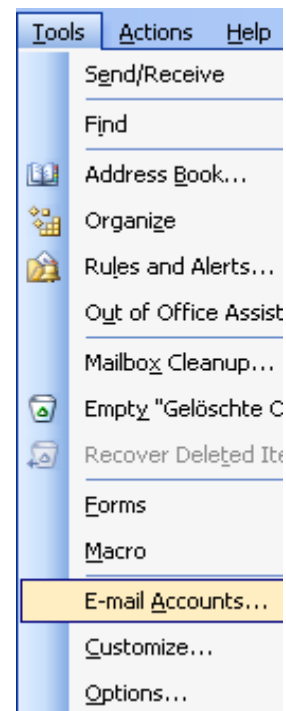 Tools Actions Help
Send/Receive
Find
Address Book...
Organize
Rules and Alerts...
Out of Office Assist
Mailbox Cleanup...
Empty "Gelöschte O
Recover Deleted Ite
Forms
Macro
E-mail Accounts...
Customize...
Options...